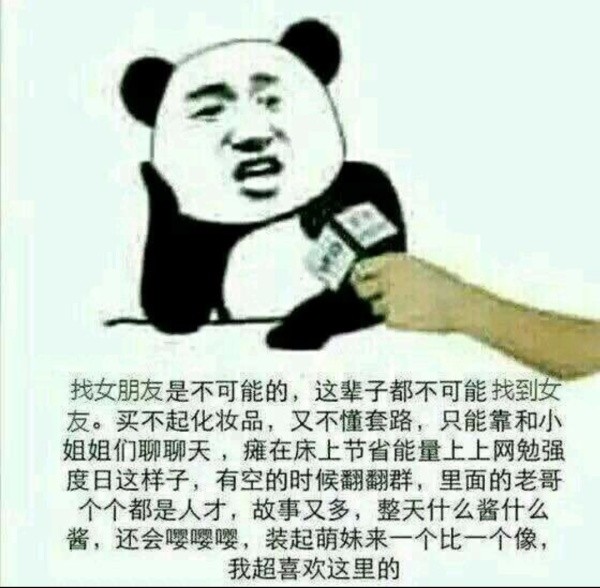 找女朋友是不可能的，这辈子都不可能找到女
友。买不起化妆品，又不懂套路，只能靠和小
姐姐们聊聊天，瘫在床上节省能量上上网勉强
度日这样子，有空的时候翻翻群，里面的老哥
个个都是人才，故事又多，整天什么酱什么
酱，还会嘤嘤嘤，装起萌妹来一个比一个像，
我超喜欢这里的